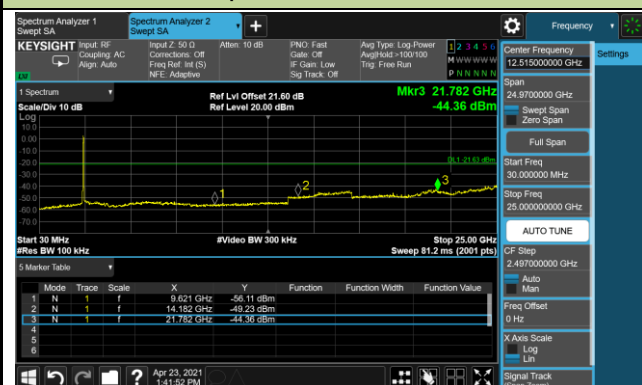 Spectrum Analyzer 1
Swept SA
Spectrum Analyzer 2
Swept SA
+
Frequency
KEYSIGHT
Input: RF
Coupling: AC
Align: Auto
Input Z: 50 Ω
Corrections: Off
Freq Ref: Int (S)
NFE: Adaptive
Atten: 10 dB
PNO: Fast
Gate: Off
IF Gain: Low
Sig Track: Off
Avg Type: Log-Power
Avg|Hold:>100/100
Trig: Free Run
1 2 3 4 5 6
M W W W W W
P N N N N N
LXI
1 Spectrum
Scale/Div 10 dB
Ref Lvl Offset 21.60 dB
Ref Level 20.00 dBm
Mkr3 21.782 GHz
-44.36 dBm
Log
10.0
0.00
-10.0
-20.0
-30.0
-40.0
-50.0
-60.0
-70.0
DL1 -21.63 dBm
1
2
3
Start 30 MHz
#Res BW 100 kHz
#Video BW 300 kHz
Stop 25.00 GHz
Sweep 81.2 ms (2001 pts)
5 Marker Table
Mode Trace Scale X Y Function Function Width Function Value
1 N 1 f 9.621 GHz -56.11 dBm
2 N 1 f 14.182 GHz -49.23 dBm
3 N 1 f 21.782 GHz -44.36 dBm
4
5
6
Apr 23, 2021
1:41:52 PM
Center Frequency
12.515000000 GHz
Settings
Span
24.9700000 GHz
Swept Span
Zero Span
Full Span
Start Freq
30.000000 MHz
Stop Freq
25.000000000 GHz
AUTO TUNE
CF Step
2.497000000 GHz
Auto
Man
Freq Offset
0 Hz
X Axis Scale
Log
Lin
Signal Track
(Span Zoom)